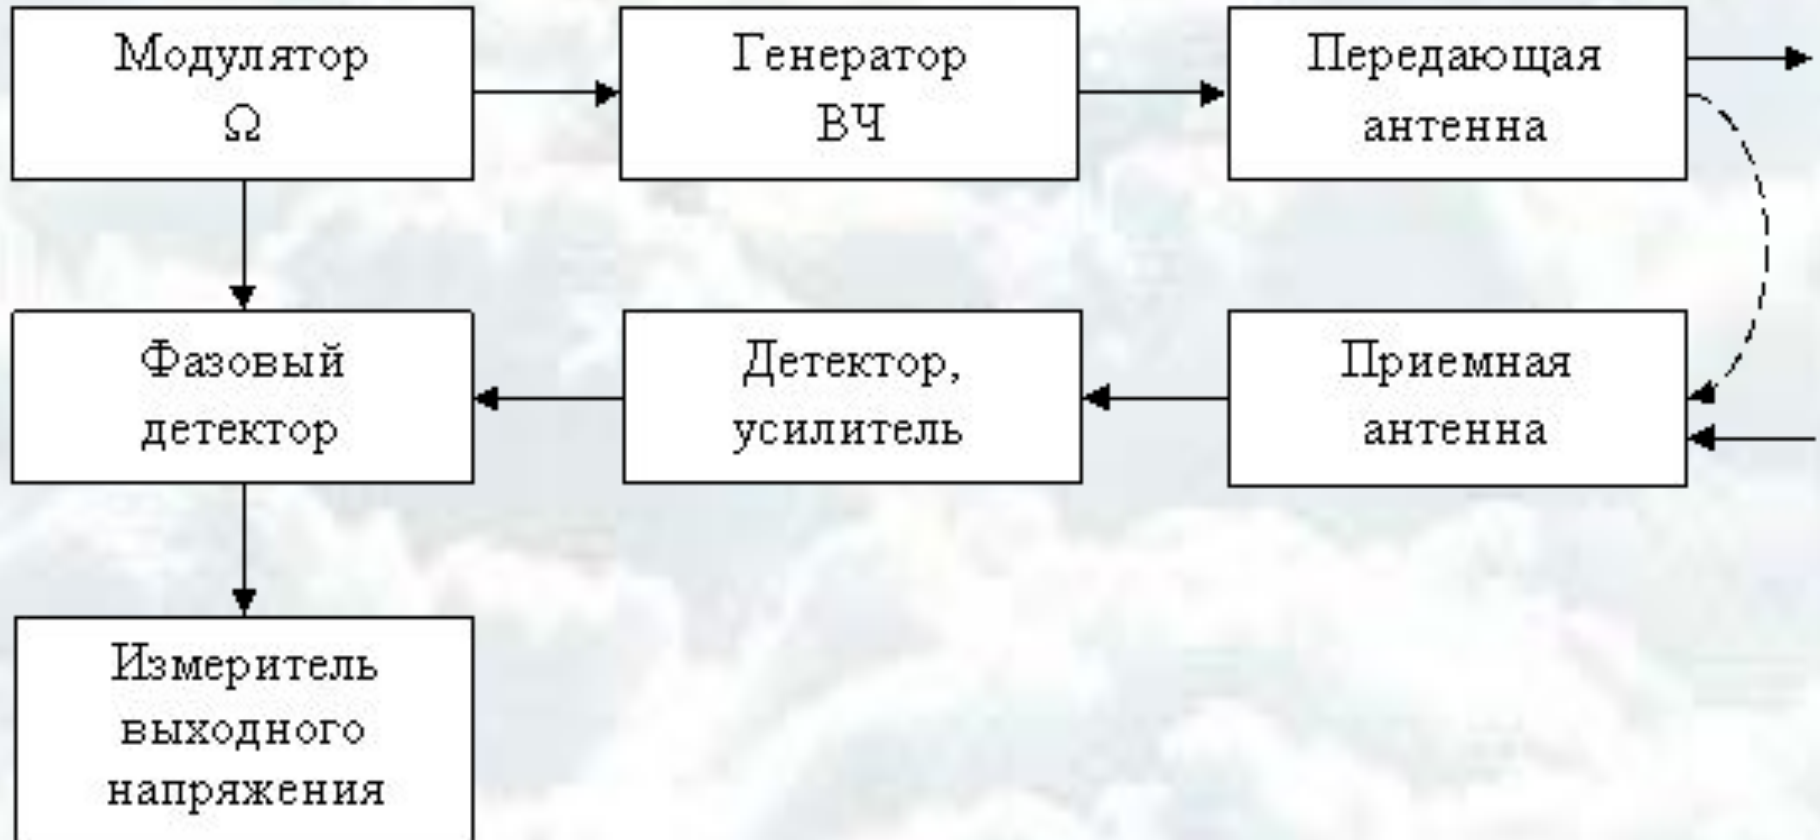 Модулятор
Ω
Генератор
ВЧ
Передающая
антенна
Фазовый
детектор
Детектор,
усилитель
Приемная
антенна
Измеритель
выходного
напряжения